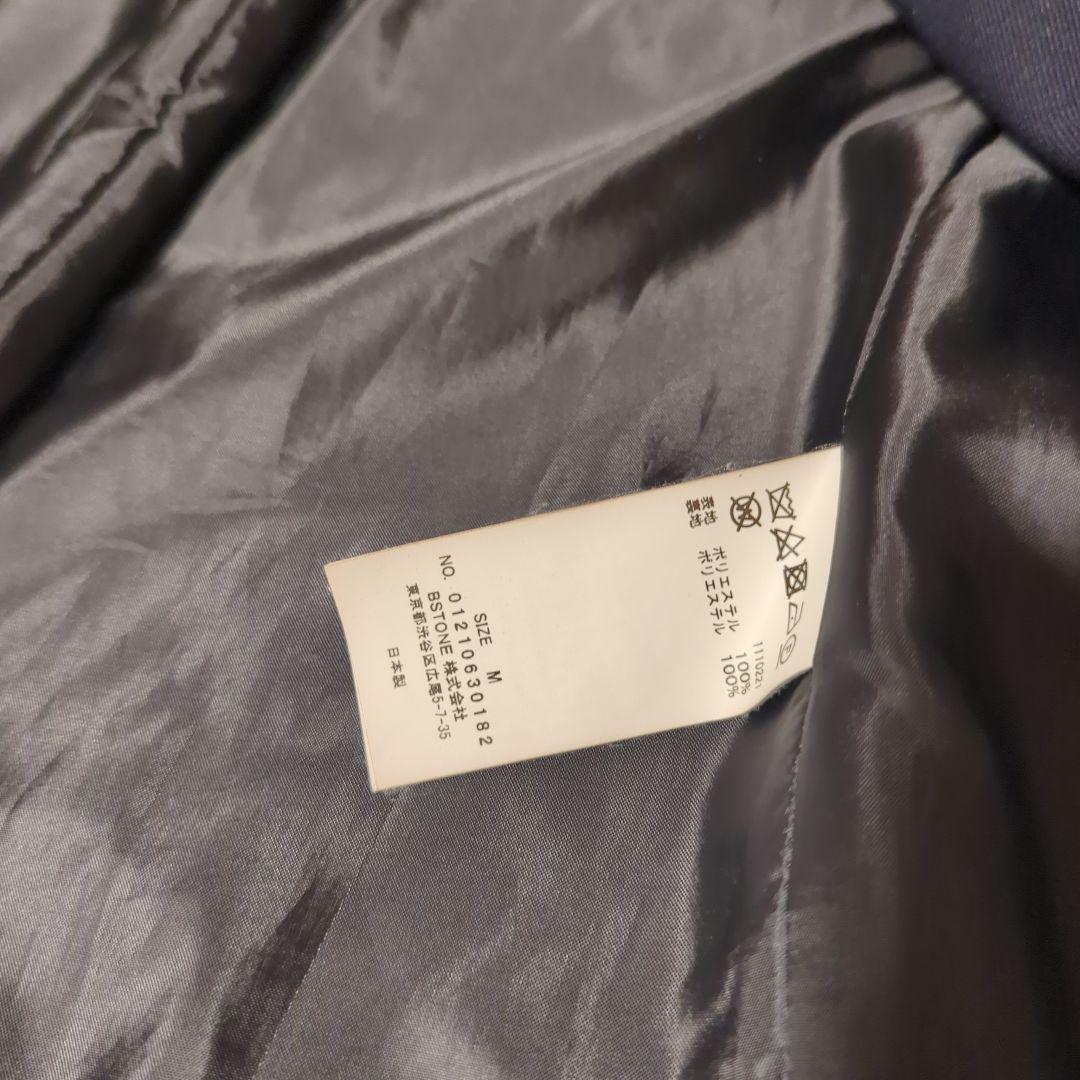 1110221
表地 ポリエステル 100%
裏地 ポリエステル 100%
SIZE M
NO. 01210630182
BSTONE 株式会社
東京都渋谷区広尾5-7-35
日本製